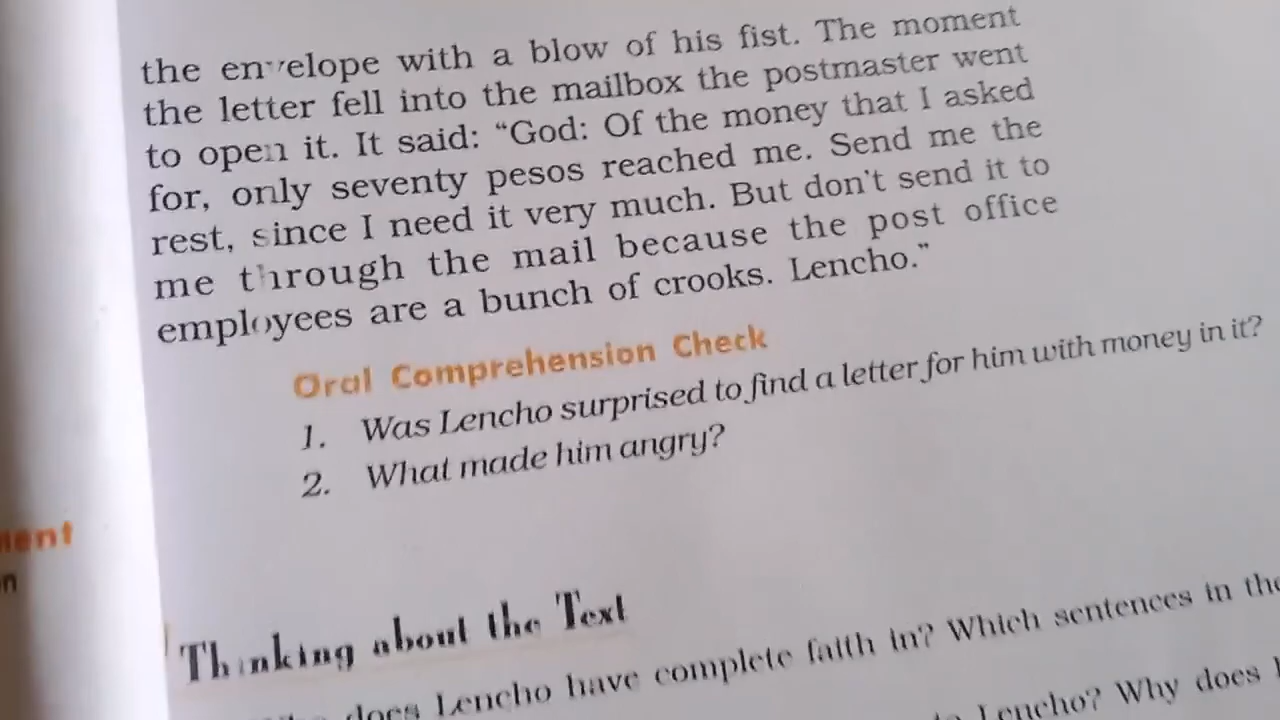 the envelope with a blow of his fist. The moment
the letter fell into the mailbox the postmaster went
to open it. It said: “God: Of the money that I asked
for, only seventy pesos reached me. Send me the
rest, since I need it very much. But don't send it to
me through the mail because the post office
employees are a bunch of crooks. Lencho.”
Oral Comprehension Check
1. Was Lencho surprised to find a letter for him with money in it?
2. What made him angry?
Thinking about the Text
does Lencho have complete faith in? Which sentences in the
Lencho? Why does